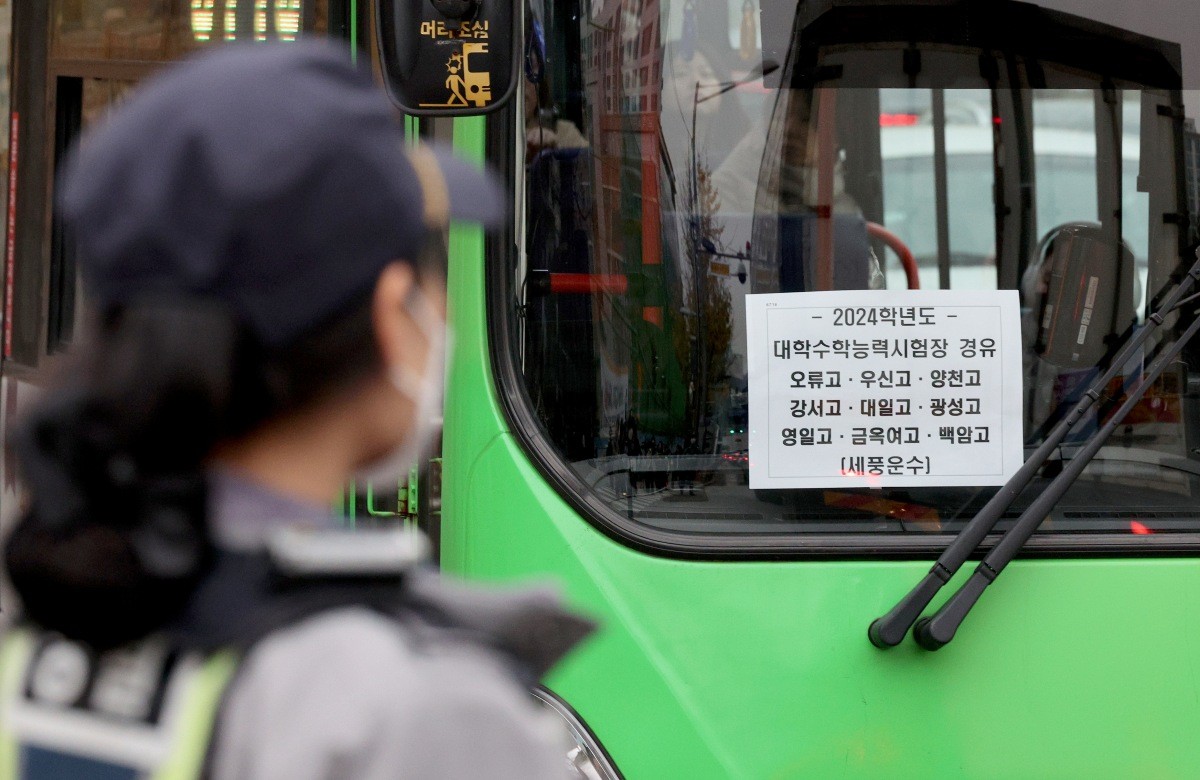 머리 조심
- 2024학년도 -
대학수학능력시험장 경유
오류고 · 우신고 · 양천고
강서고 · 대일고 · 광성고
영일고 · 금옥여고 · 백암고
(세풍운수)